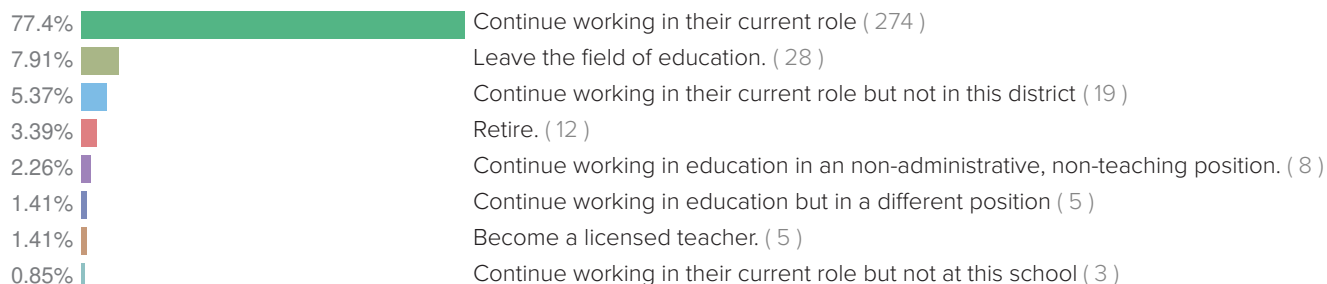 77.4% Continue working in their current role ( 274 )
7.91% Leave the field of education. ( 28 )
5.37% Continue working in their current role but not in this district ( 19 )
3.39% Retire. ( 12 )
2.26% Continue working in education in an non-administrative, non-teaching position. ( 8 )
1.41% Continue working in education but in a different position ( 5 )
1.41% Become a licensed teacher. ( 5 )
0.85% Continue working in their current role but not at this school ( 3 )